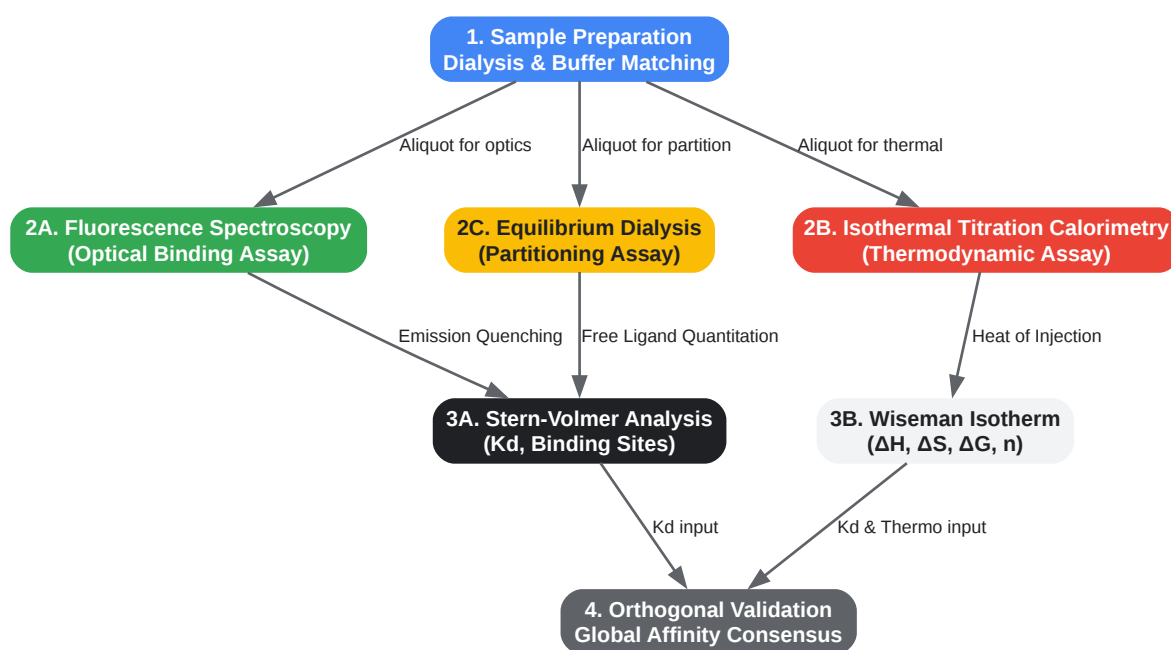 1. Sample Preparation
Dialysis & Buffer Matching
Aliquot for optics
Aliquot for partition
Aliquot for thermal
2A. Fluorescence Spectroscopy
(Optical Binding Assay)
2C. Equilibrium Dialysis
(Partitioning Assay)
2B. Isothermal Titration Calorimetry
(Thermodynamic Assay)
Emission Quenching
Free Ligand Quantitation
Heat of Injection
3A. Stern-Volmer Analysis
(Kd, Binding Sites)
3B. Wiseman Isotherm
(ΔH, ΔS, ΔG, n)
Kd input
Kd & Thermo input
4. Orthogonal Validation
Global Affinity Consensus